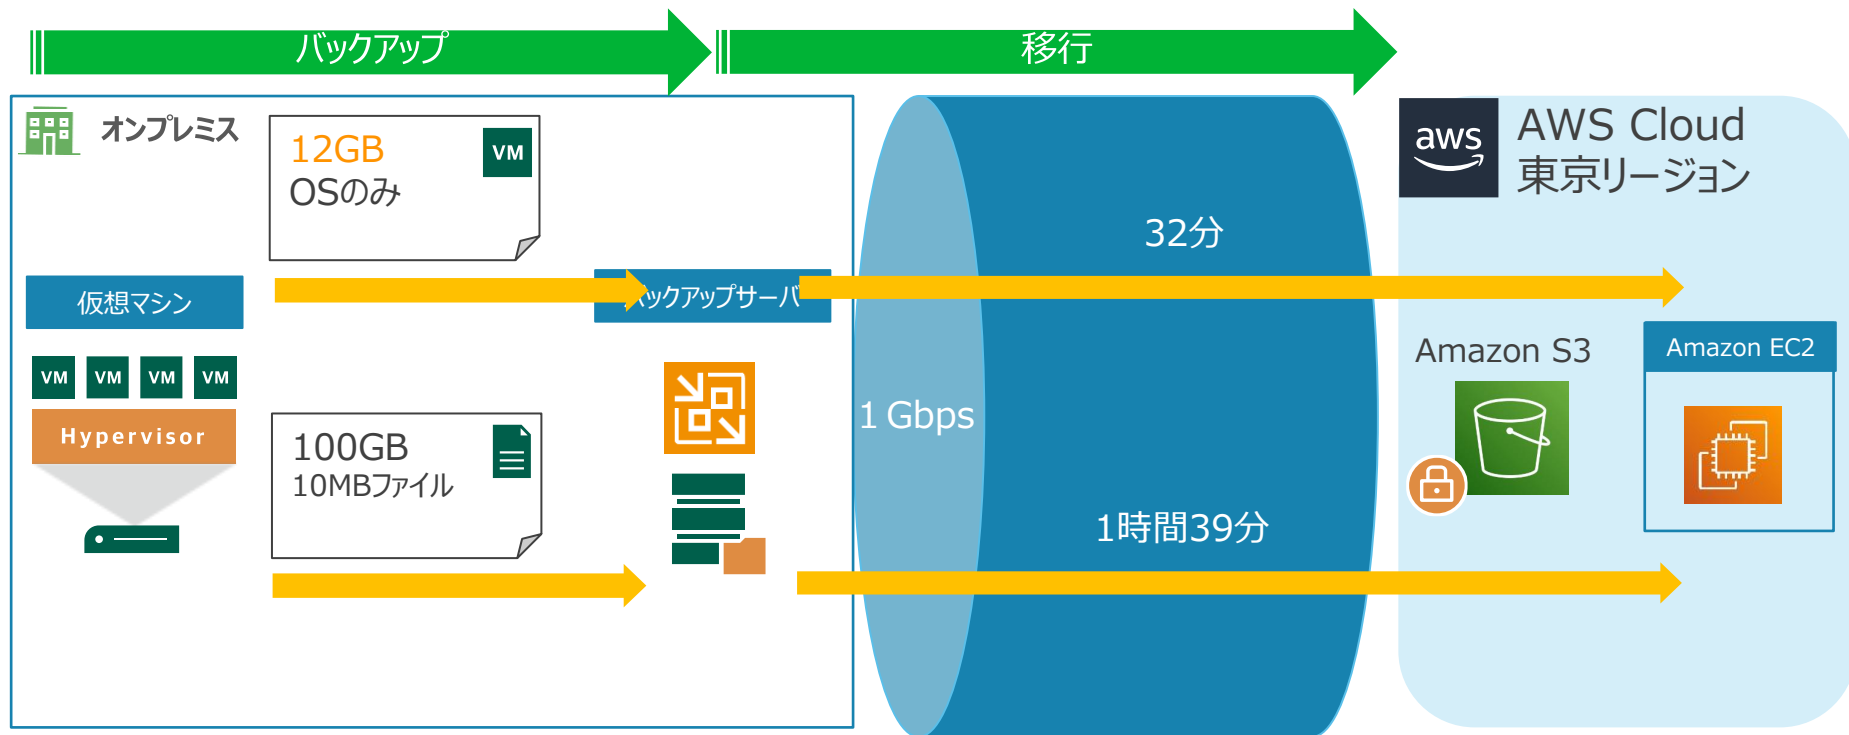 バックアップ
移行
オンプレミス
12GB
OSのみ
VM
aws
AWS Cloud
東京リージョン
32分
仮想マシン
バックアップサーバ
VM VM VM VM
Hypervisor
100GB
10MBファイル
1 Gbps
1時間39分
Amazon S3
Amazon EC2